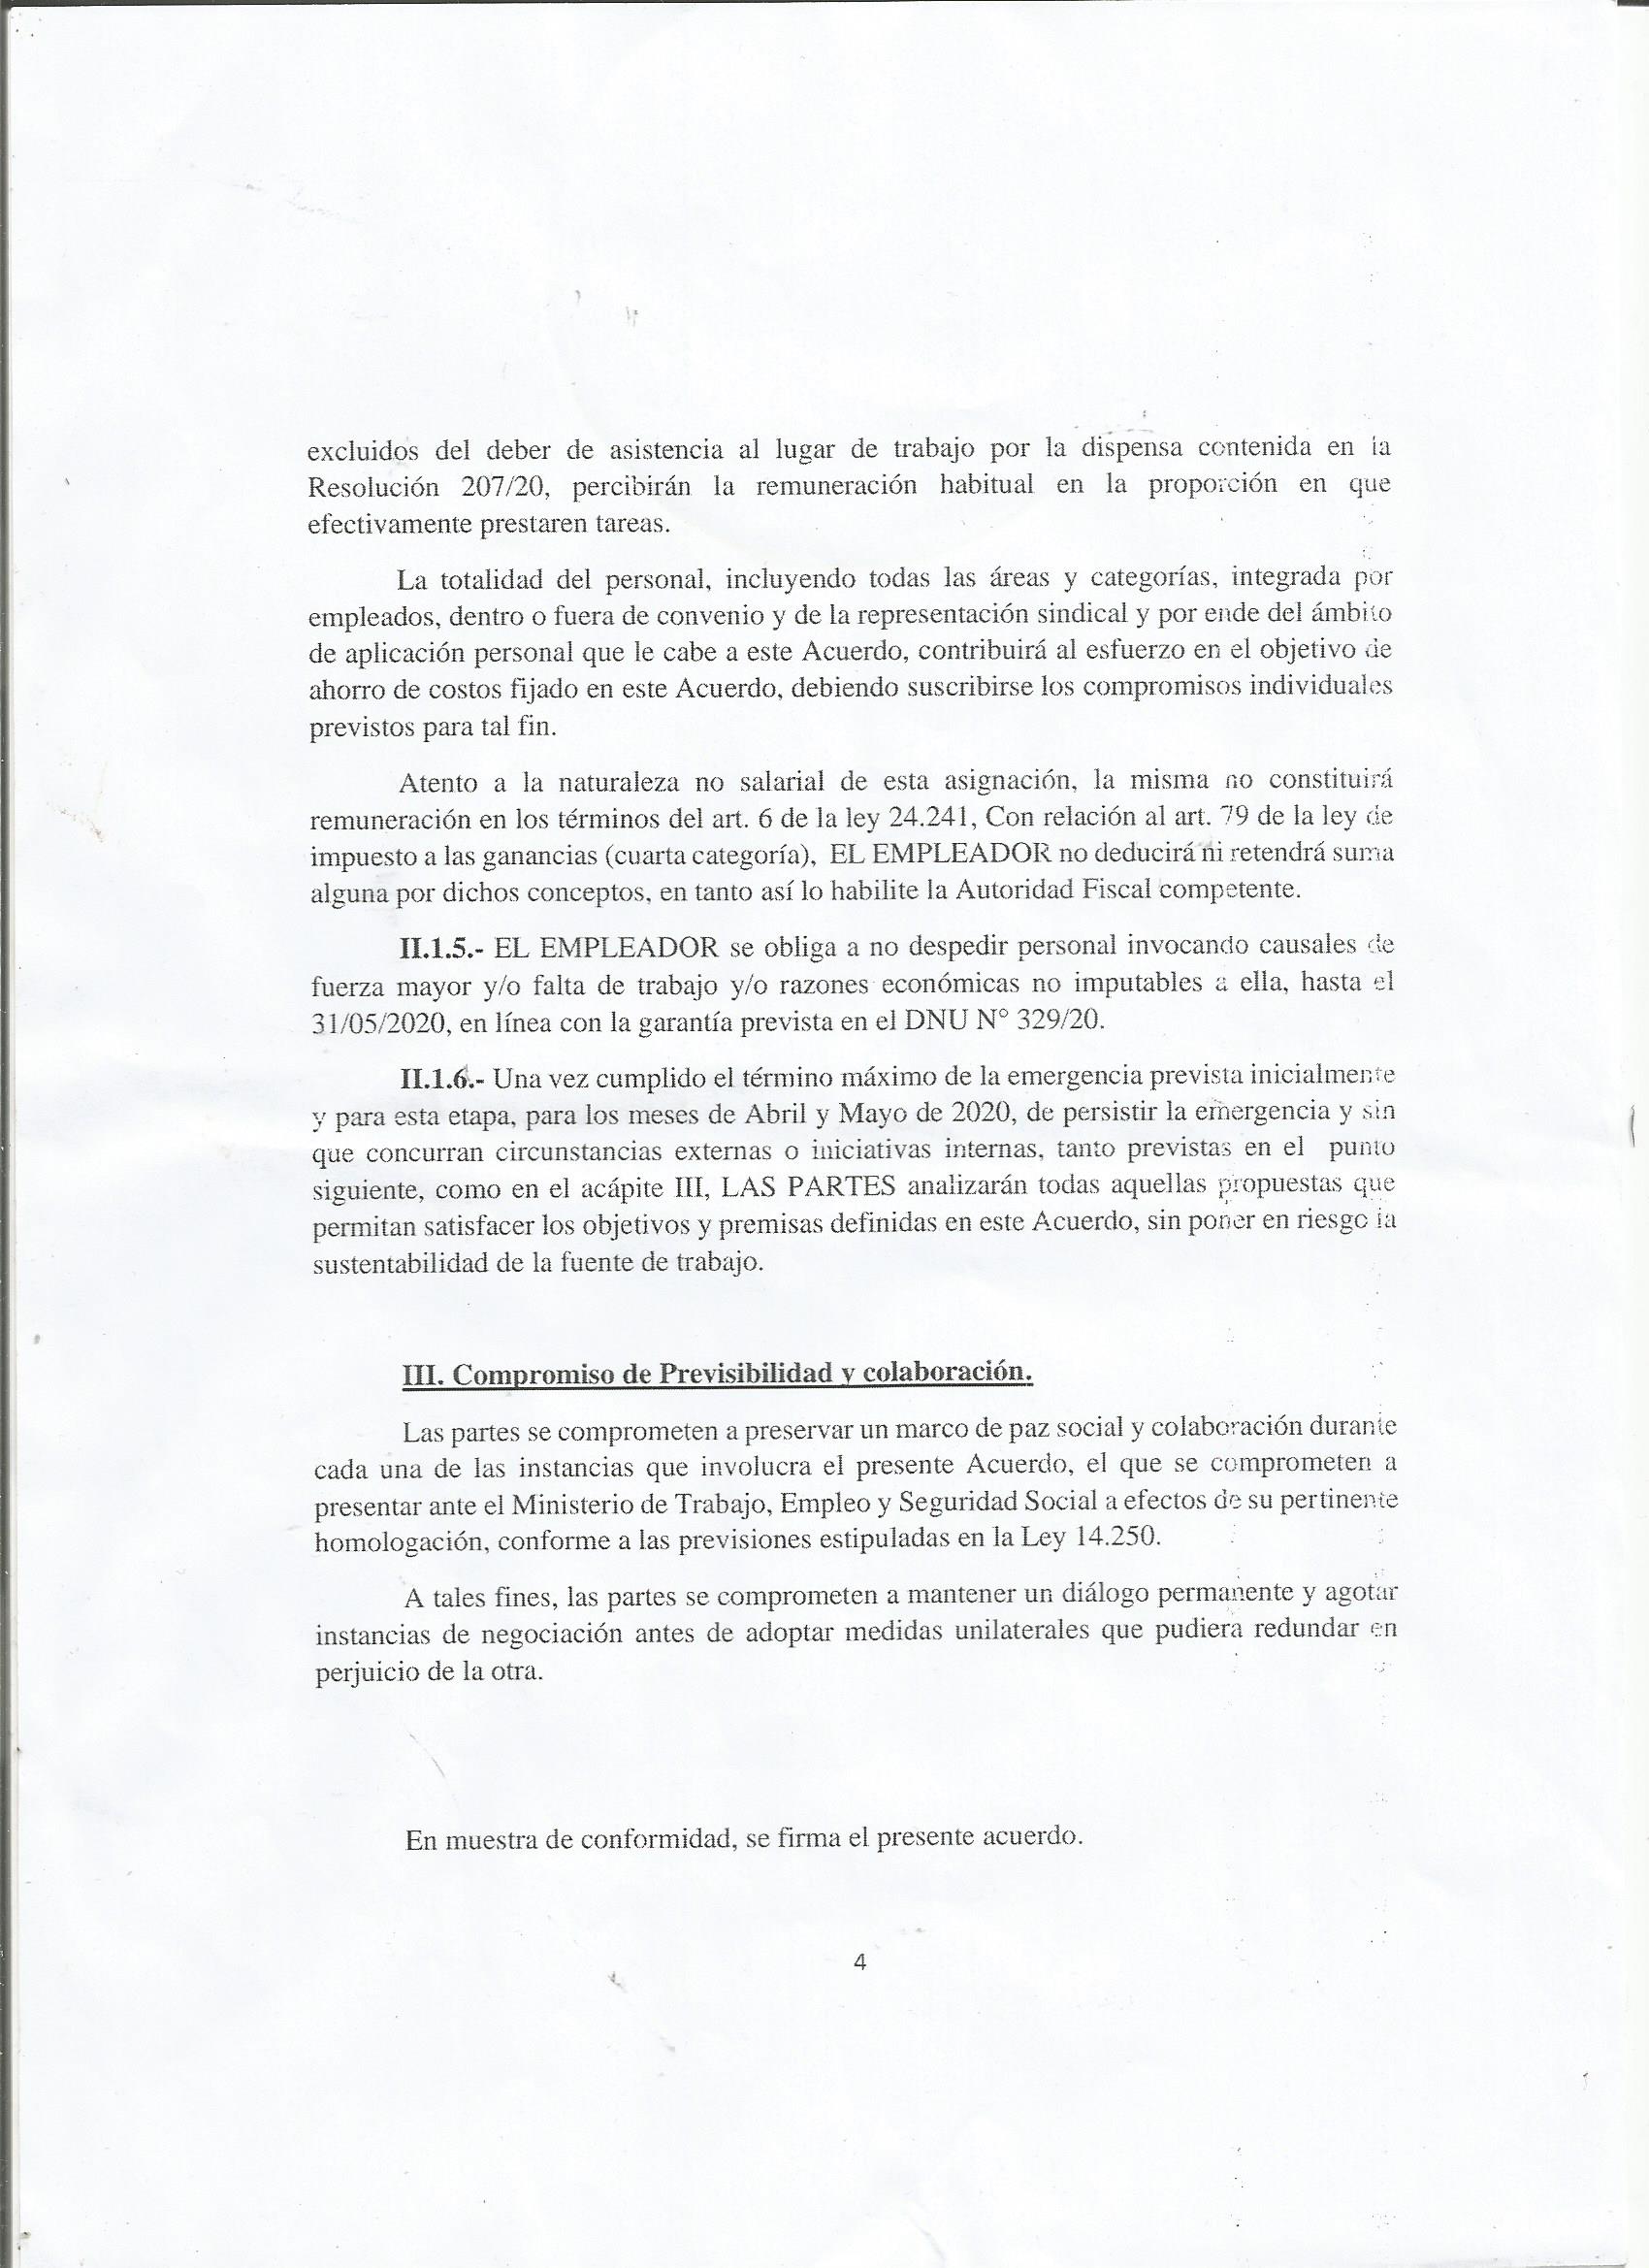 excluidos del deber de asistencia al lugar de trabajo por la dispensa contenida en la
Resolución 207/20, percibirán la remuneración habitual en la proporción en que
efectivamente prestaren tareas.
La totalidad del personal, incluyendo todas las áreas y categorías, integrada por
empleados, dentro o fuera de convenio y de la representación sindical y por ende del ámbito
de aplicación personal que le cabe a este Acuerdo, contribuirá al esfuerzo en el objetivo de
ahorro de costos fijado en este Acuerdo, debiendo suscribirse los compromisos individuales
previstos para tal fin.
Atento a la naturaleza no salarial de esta asignación, la misma no constituirá
remuneración en los términos del art. 6 de la ley 24.241, Con relación al art. 79 de la ley de
impuesto a las ganancias (cuarta categoría), EL EMPLEADOR no deducirá ni retendrá suma
alguna por dichos conceptos, en tanto así lo habilite la Autoridad Fiscal competente.
II.1.5.- EL EMPLEADOR se obliga a no despedir personal invocando causales de
fuerza mayor y/o falta de trabajo y/o razones económicas no imputables a ella, hasta el
31/05/2020, en línea con la garantía prevista en el DNU N° 329/20.
II.1.6.- Una vez cumplido el término máximo de la emergencia prevista inicialmente
y para esta etapa, para los meses de Abril y Mayo de 2020, de persistir la emergencia y sin
que concurran circunstancias externas o iniciativas internas, tanto previstas en el punto
siguiente, como en el acápite III, LAS PARTES analizarán todas aquellas propuestas que
permitan satisfacer los objetivos y premisas definidas en este Acuerdo, sin poner en riesgo la
sustentabilidad de la fuente de trabajo.
III. Compromiso de Previsibilidad y colaboración.
Las partes se comprometen a preservar un marco de paz social y colaboración durante
cada una de las instancias que involucra el presente Acuerdo, el que se comprometen a
presentar ante el Ministerio de Trabajo, Empleo y Seguridad Social a efectos de su pertinente
homologación, conforme a las previsiones estipuladas en la Ley 14.250.
A tales fines, las partes se comprometen a mantener un diálogo permanente y agotar
instancias de negociación antes de adoptar medidas unilaterales que pudiera redundar en
perjuicio de la otra.
En muestra de conformidad, se firma el presente acuerdo.
4